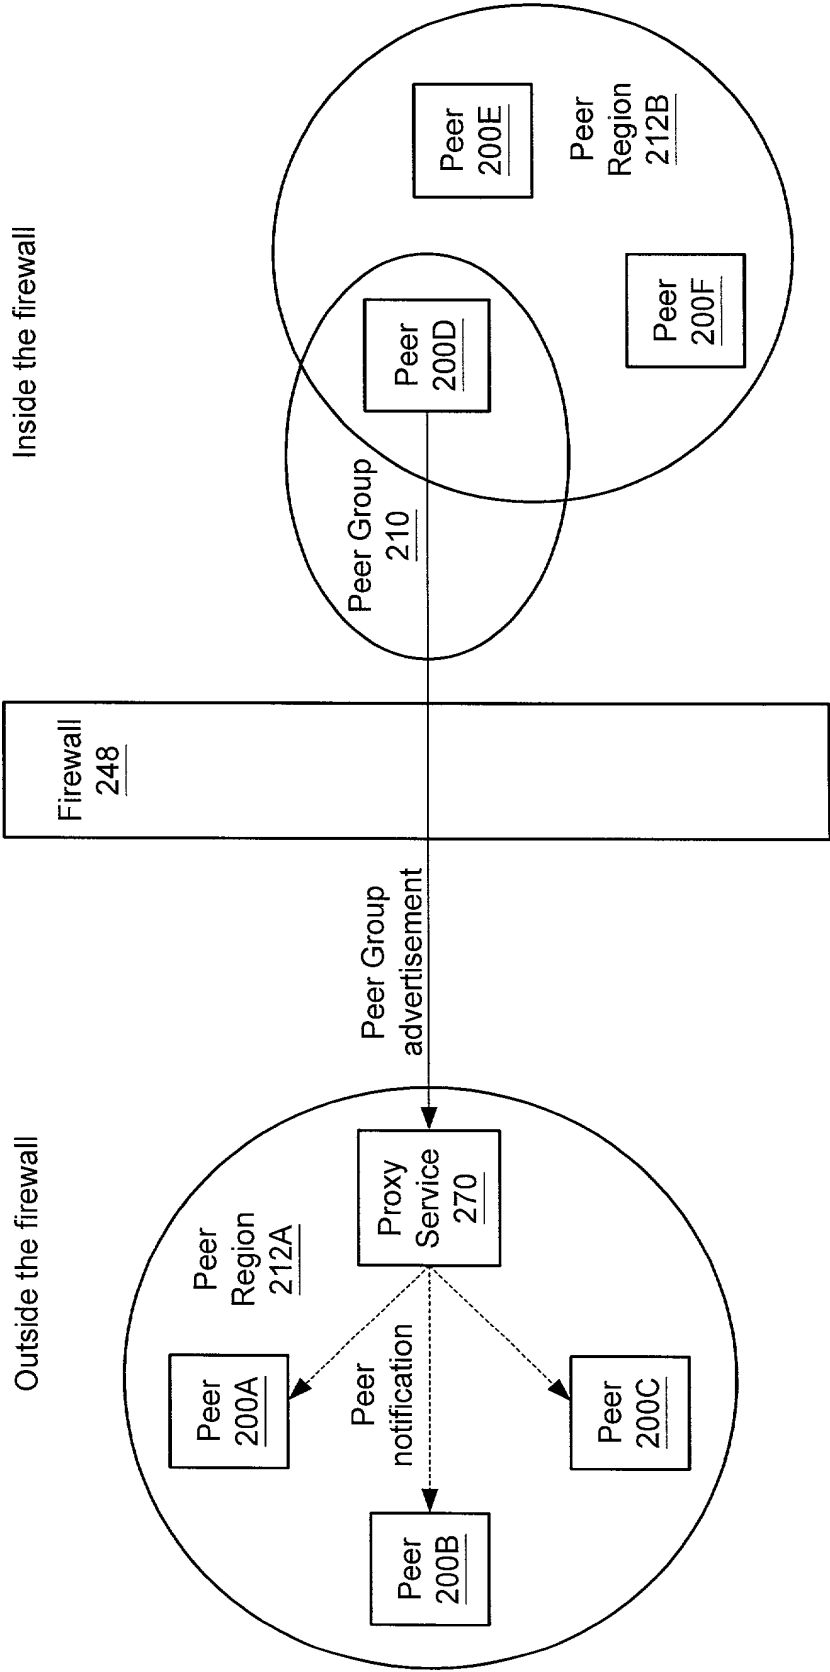 Outside the firewall
Inside the firewall
Peer
Region
212A
Peer
200A
Peer
notification
Peer
200B
Peer
200C
Proxy
Service
270
Peer Group
advertisement
Firewall
248
Peer Group
210
Peer
200D
Peer
200E
Peer
Region
212B
Peer
200F